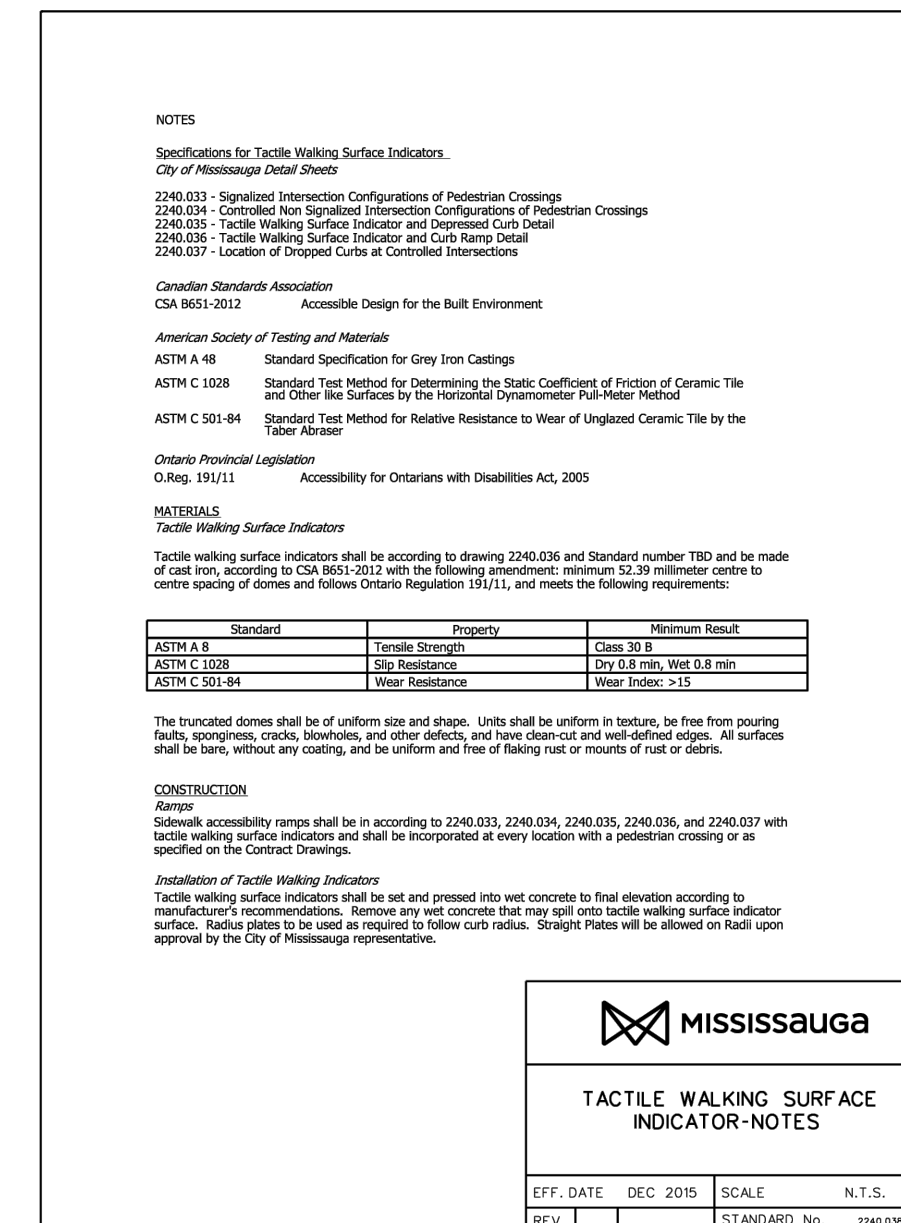 NOTES
Specifications for Tactile Walking Surface Indicators
City of Mississauga Detail Sheets
2240.033 - Signalized Intersection Configurations of Pedestrian Crossings
2240.034 - Controlled Non Signalized Intersection Configurations of Pedestrian Crossings
2240.035 - Tactile Walking Surface Indicator and Depressed Curb Detail
2240.036 - Tactile Walking Surface Indicator and Curb Ramp Detail
2240.037 - Location of Dropped Curbs at Controlled Intersections
Canadian Standards Association
CSA B651-2012 Accessible Design for the Built Environment
American Society of Testing and Materials
ASTM A 48 Standard Specification for Grey Iron Castings
ASTM C 1028 Standard Test Method for Determining the Static Coefficient of Friction of Ceramic Tile
and Other like Surfaces by the Horizontal Dynamometer Pull-Meter Method
ASTM C 501-84 Standard Test Method for Relative Resistance to Wear of Unglazed Ceramic Tile by the
Taber Abraser
Ontario Provincial Legislation
O.Reg. 191/11 Accessibility for Ontarians with Disabilities Act, 2005
MATERIALS
Tactile Walking Surface Indicators
Tactile walking surface indicators shall be according to drawing 2240.036 and Standard number TBD and be made
of cast iron, according to CSA B651-2012 with the following amendment: minimum 52.39 millimeter centre to
centre spacing of domes and follows Ontario Regulation 191/11, and meets the following requirements:
Standard Property Minimum Result
ASTM A 8 Tensile Strength Class 30 B
ASTM C 1028 Slip Resistance Dry 0.8 min, Wet 0.8 min
ASTM C 501-84 Wear Resistance Wear Index: >15
The truncated domes shall be of uniform size and shape. Units shall be uniform in texture, be free from pouring
faults, sponginess, cracks, blowholes, and other defects, and have clean-cut and well-defined edges. All surfaces
shall be bare, without any coating, and be uniform and free of flaking rust or mounts of rust or debris.
CONSTRUCTION
Ramps
Sidewalk accessibility ramps shall be in according to 2240.033, 2240.034, 2240.035, 2240.036, and 2240.037 with
tactile walking surface indicators and shall be incorporated at every location with a pedestrian crossing or as
specified on the Contract Drawings.
Installation of Tactile Walking Indicators
Tactile walking surface indicators shall be set and pressed into wet concrete to final elevation according to
manufacturer's recommendations. Remove any wet concrete that may spill onto tactile walking surface indicator
surface. Radius plates to be used as required to follow curb radius. Straight Plates will be allowed on Radii upon
approval by the City of Mississauga representative.
MISSISSAUGA
TACTILE WALKING SURFACE
INDICATOR-NOTES
EFF. DATE DEC 2015 SCALE N.T.S.
REV. STANDARD No. 2240.038